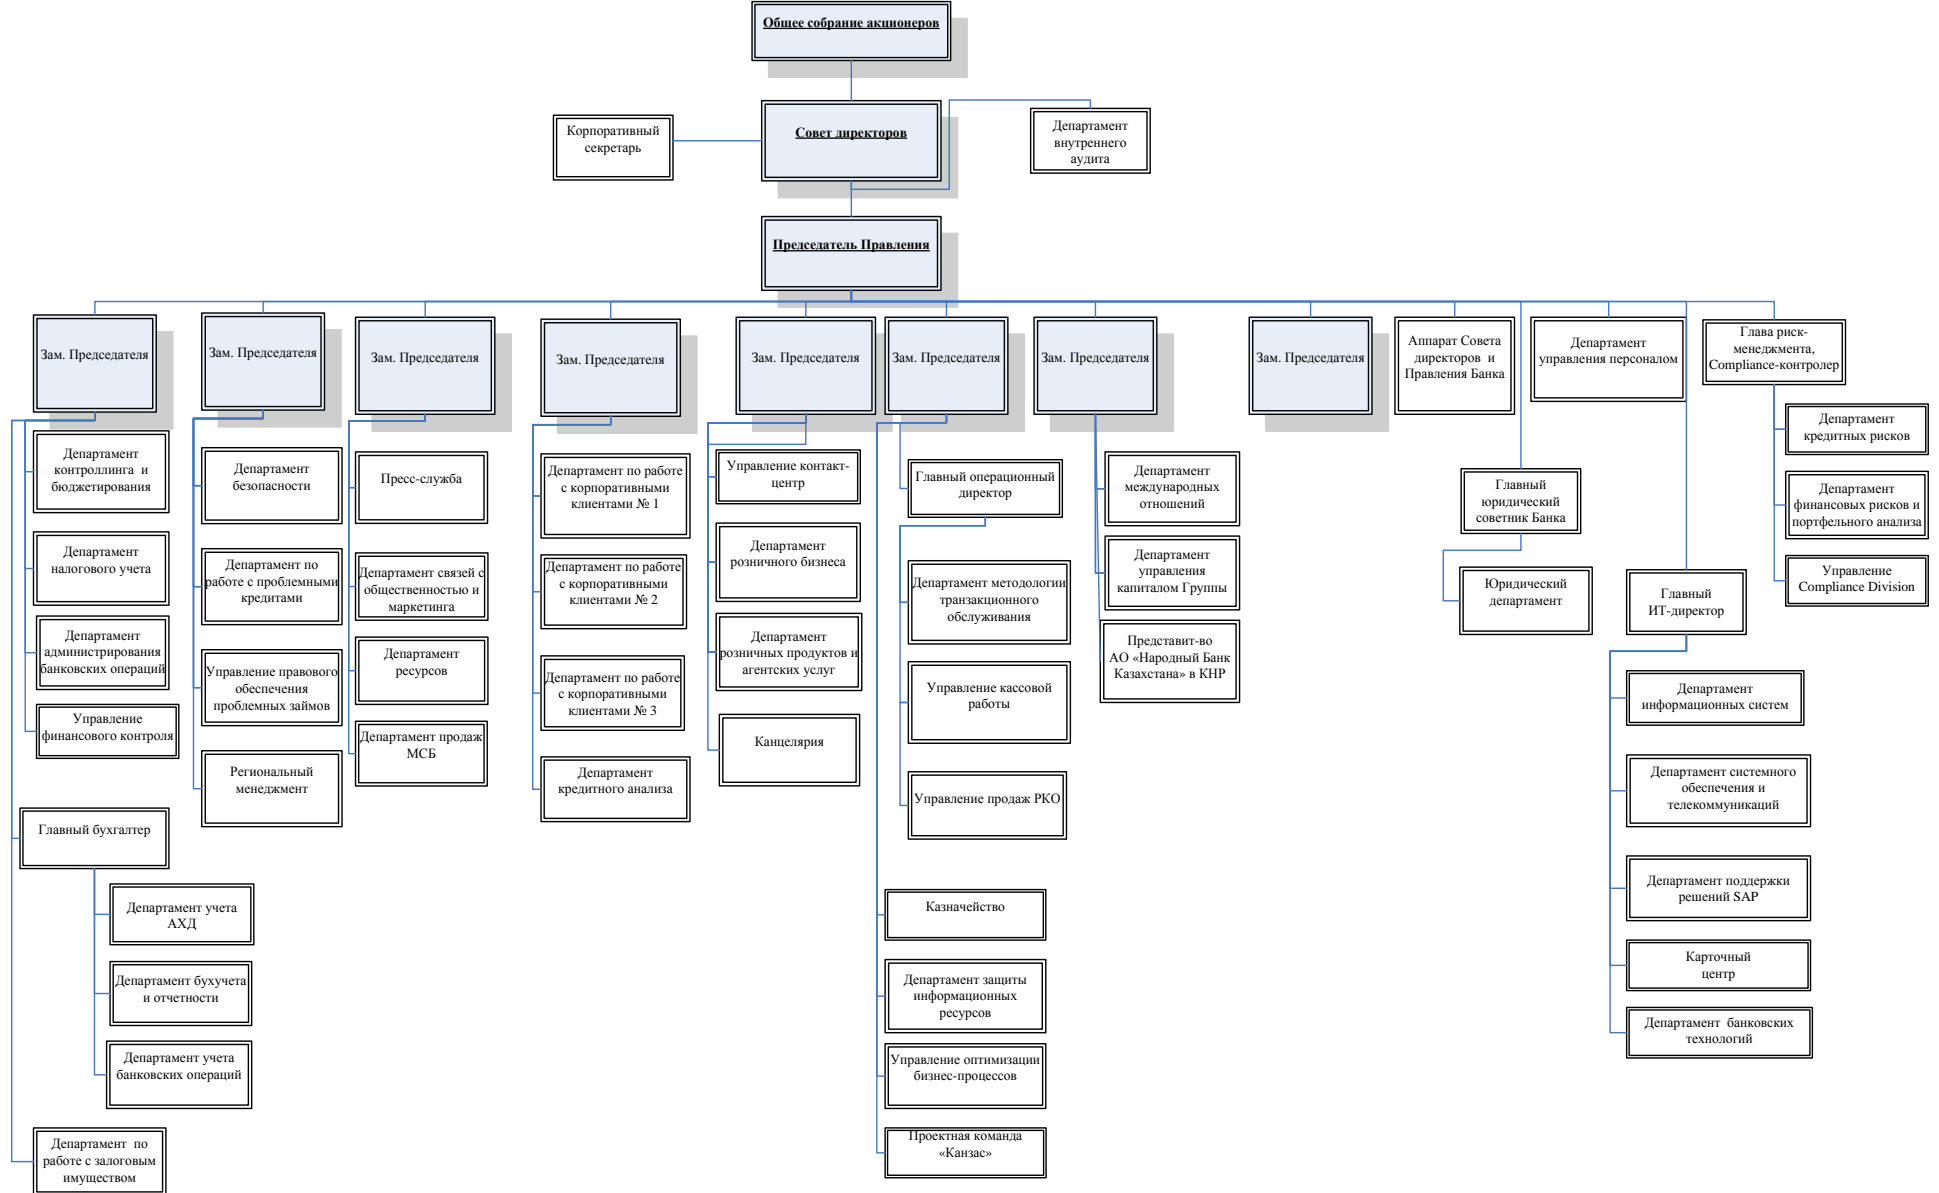 Общее собрание акционеров
Корпоративный
секретарь
Совет директоров
Департамент
внутреннего
аудита
Председатель Правления
Зам. Председателя
Зам. Председателя
Зам. Председателя
Зам. Председателя
Зам. Председателя
Зам. Председателя
Зам. Председателя
Зам. Председателя
Аппарат Совета
директоров и
Правления Банка
Департамент
управления персоналом
Глава риск-
менеджмента,
Compliance-контролер
Департамент
контроллинга и
бюджетирования
Департамент
налогового учета
Департамент
администрирования
банковских операций
Управление
финансового контроля
Главный бухгалтер
Департамент учета
АХД
Департамент бухучета
и отчетности
Департамент учета
банковских операций
Департамент по
работе с залоговым
имуществом
Департамент
безопасности
Департамент по
работе с проблемными
кредитами
Управление правового
обеспечения
проблемных займов
Региональный
менеджмент
Пресс-служба
Департамент связей с
общественностью и
маркетинга
Департамент
ресурсов
Департамент продаж
МСБ
Департамент по работе
с корпоративными
клиентами № 1
Департамент по работе
с корпоративными
клиентами № 2
Департамент по работе
с корпоративными
клиентами № 3
Департамент
кредитного анализа
Управление контакт-
центр
Департамент
розничного бизнеса
Департамент
розничных продуктов и
агентских услуг
Канцелярия
Главный операционный
директор
Департамент методологии
транзакционного
обслуживания
Управление кассовой
работы
Управление продаж РКО
Казначейство
Департамент защиты
информационных
ресурсов
Управление оптимизации
бизнес-процессов
Проектная команда
«Канзас»
Департамент
международных
отношений
Департамент
управления
капиталом Группы
Представит-во
АО «Народный Банк
Казахстана» в КНР
Главный
юридический
советник Банка
Юридический
департамент
Главный
ИТ-директор
Департамент
информационных систем
Департамент системного
обеспечения и
телекоммуникаций
Департамент поддержки
решений SAP
Карточный
центр
Департамент банковских
технологий
Департамент
кредитных рисков
Департамент
финансовых рисков и
портфельного анализа
Управление
Compliance Division